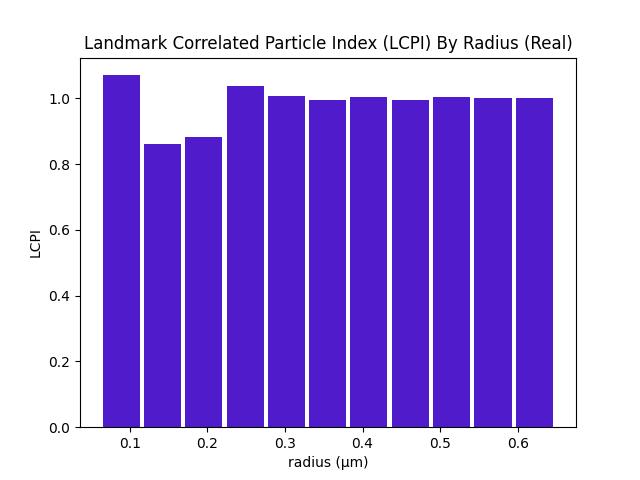 Landmark Correlated Particle Index (LCPI) By Radius (Real)
1.0
0.8
0.6
0.4
0.2
0.0
LCPI
0.1 0.2 0.3 0.4 0.5 0.6
radius (μm)